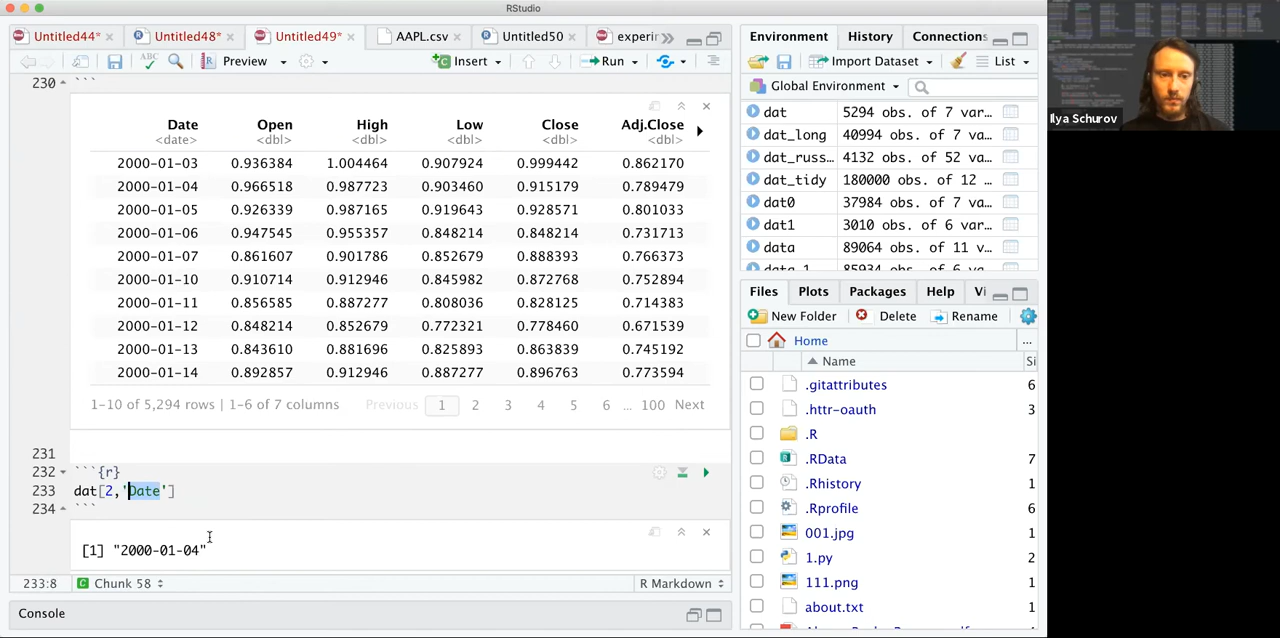 RStudio
Untitled44* × Untitled48* × Untitled49* × AAPL.csv × Untitled50 × experir »
ABC Preview Insert Run
230 ```
Date Open High Low Close Adj.Close
<date> <dbl> <dbl> <dbl> <dbl> <dbl>
2000-01-03 0.936384 1.004464 0.907924 0.999442 0.862170
2000-01-04 0.966518 0.987723 0.903460 0.915179 0.789479
2000-01-05 0.926339 0.987165 0.919643 0.928571 0.801033
2000-01-06 0.947545 0.955357 0.848214 0.848214 0.731713
2000-01-07 0.861607 0.901786 0.852679 0.888393 0.766373
2000-01-10 0.910714 0.912946 0.845982 0.872768 0.752894
2000-01-11 0.856585 0.887277 0.808036 0.828125 0.714383
2000-01-12 0.848214 0.852679 0.772321 0.778460 0.671539
2000-01-13 0.843610 0.881696 0.825893 0.863839 0.745192
2000-01-14 0.892857 0.912946 0.887277 0.896763 0.773594
1-10 of 5,294 rows | 1-6 of 7 columns Previous 1 2 3 4 5 6 ... 100 Next
231
232 ```{r}
233 dat[2,'Date']
234 ```
[1] "2000-01-04"
233:8 Chunk 58 R Markdown
Console
Environment History Connections
Import Dataset List
Global Environment
dat 5294 obs. of 7 var…
dat_long 40994 obs. of 7 va…
dat_russ… 4132 obs. of 52 va…
dat_tidy 180000 obs. of 12 …
dat0 37984 obs. of 7 va…
dat1 3010 obs. of 6 var…
data 89064 obs. of 11 v…
Files Plots Packages Help Vi
New Folder Delete Rename
Home ...
Name Si
.gitattributes 6
.httr-oauth 3
.R
.RData 7
.Rhistory 1
.Rprofile 6
001.jpg 1
1.py 2
111.png 1
about.txt 1
Ilya Schurov